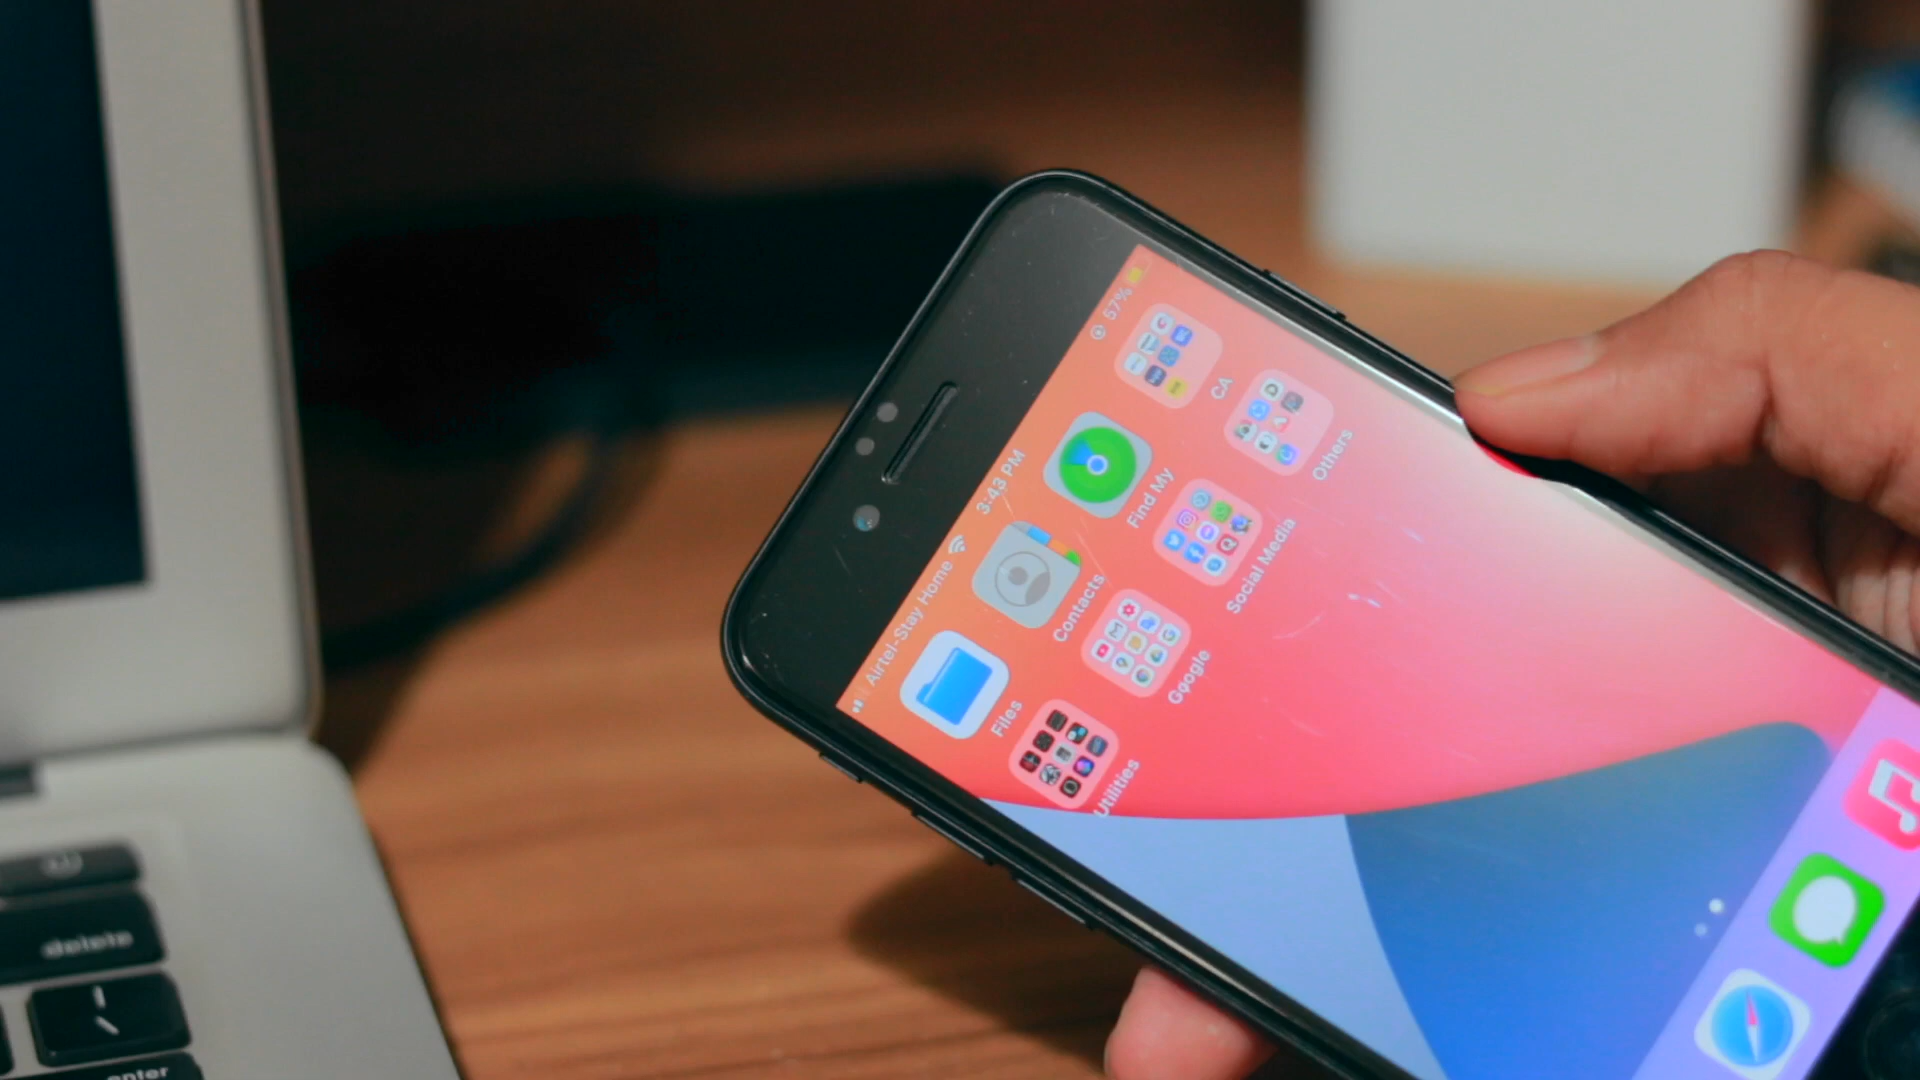 Airtel-Stay Home
3:43 PM
57%
Files
Contacts
Find My
CA
Utilities
Google
Social Media
Others
delete
enter